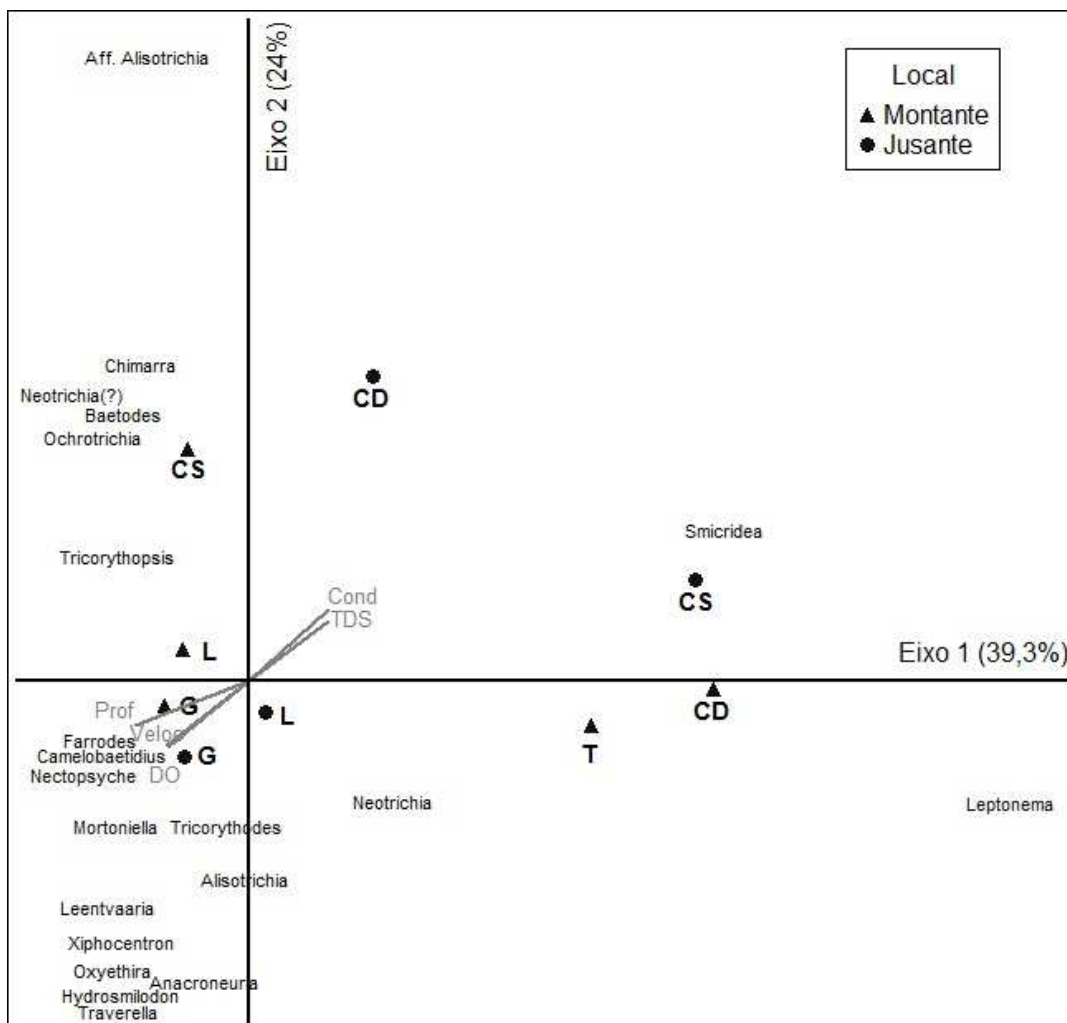 Aff. Alisotrichia
Eixo 2 (24%)
Local
Montante
Jusante
Chimarra
Neotrichia(?)
Baetodes
Ochrotrichia
CD
CS
Tricorythopsis
Smicridea
CS
Cond
TDS
L
Eixo 1 (39,3%)
Prof
G
L
CD
Veloc
Farrodes
T
Camelobaetidius
G
Nectopsyche
DO
Neotrichia
Leptonema
Mortoniella
Tricorythodes
Alisotrichia
Leentvaaria
Xiphocentron
Oxyethira
Anacroneuria
Hydrosmilodon
Traverella